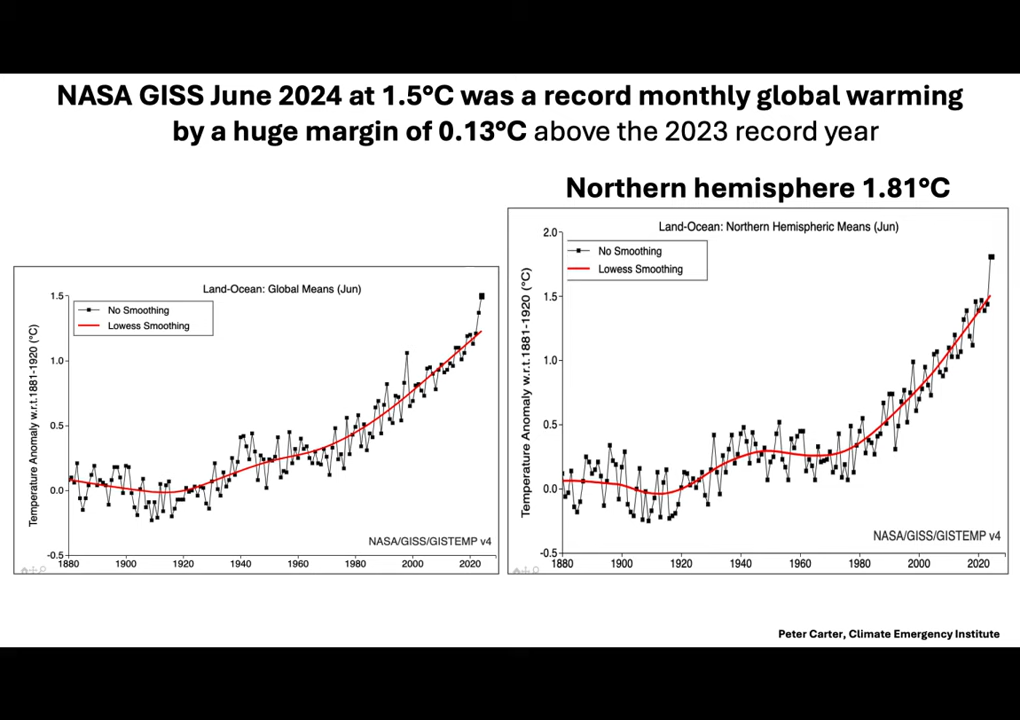 NASA GISS June 2024 at 1.5°C was a record monthly global warming
by a huge margin of 0.13°C above the 2023 record year
Northern hemisphere 1.81°C
Land-Ocean: Global Means (Jun)
No Smoothing
Lowess Smoothing
Temperature Anomaly w.r.t.1881-1920 (°C)
1.5
1.0
0.5
0.0
-0.5
1880 1900 1920 1940 1960 1980 2000 2020
NASA/GISS/GISTEMP v4
Land-Ocean: Northern Hemispheric Means (Jun)
No Smoothing
Lowess Smoothing
Temperature Anomaly w.r.t.1881-1920 (°C)
2.0
1.5
1.0
0.5
0.0
-0.5
1880 1900 1920 1940 1960 1980 2000 2020
NASA/GISS/GISTEMP v4
Peter Carter, Climate Emergency Institute